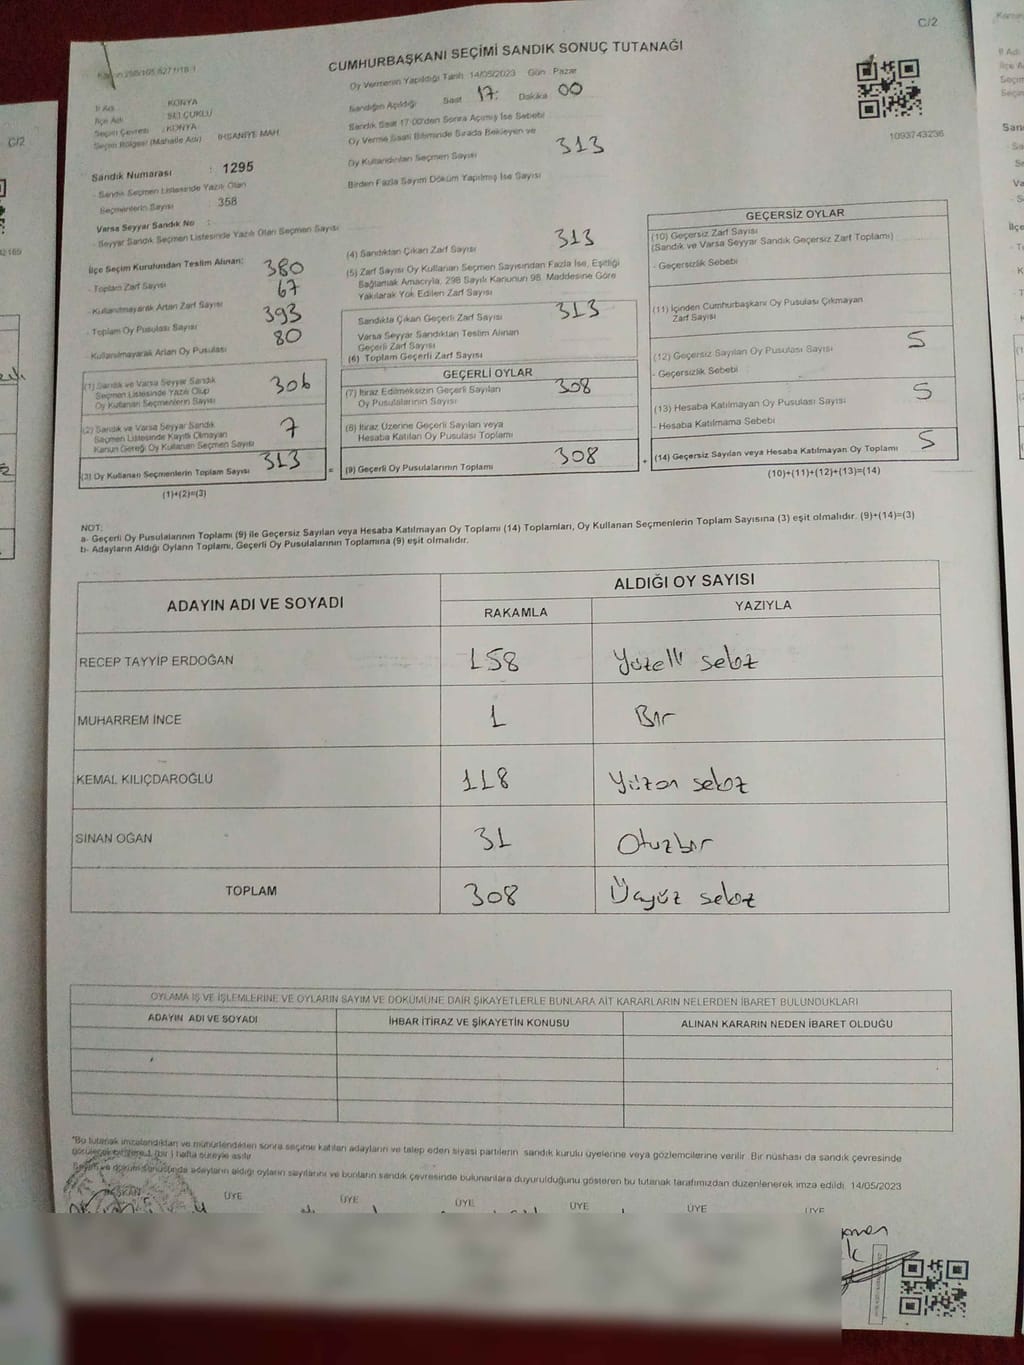 C/2
CUMHURBAŞKANI SEÇİMİ SANDIK SONUÇ TUTANAĞI
Oy Vermenin Yapıldığı Tarih 14/05/2023 Gün Pazar
İl Adı KONYA
İlçe Adı SELÇUKLU
Seçim Çevresi : KONYA
Seçim Bölgesi (Mahalle Adı) İHSANİYE MAH
Sandık Numarası : 1295
- Sandık Seçmen Listesinde Yazılı Olan
Seçmenlerin Sayısı : 358
Varsa Seyyar Sandık No :
- Seyyar Sandık Seçmen Listesinde Yazılı Olan Seçmen Sayısı
İlçe Seçim Kurulundan Teslim Alınan:
- Toplam Zarf Sayısı 380
- Kullanılmayarak Artan Zarf Sayısı 67
- Toplam Oy Pusulası Sayısı 393
- Kullanılmayarak Artan Oy Pusulası 80
(1) Sandık ve Varsa Seyyar Sandık
Seçmen Listesinde Yazılı Olup
Oy Kullanan Seçmenlerin Sayısı 306
(2) Sandık ve Varsa Seyyar Sandık
Seçmen Listesinde Kayıtlı Olmayan
Kanun Gereği Oy Kullanan Seçmen Sayısı 7
(3) Oy Kullanan Seçmenlerin Toplam Sayısı 313
(1)+(2)=(3)
Sandığın Açıldığı Saat 17: Dakika 00
Sandık Saat 17:00'den Sonra Açılmış İse Sebebi
Oy Verme Saati Bitiminde Sırada Bekleyen ve
Oy Kullandırılan Seçmen Sayısı 313
Birden Fazla Sayım Döküm Yapılmış İse Sayısı
(4) Sandıktan Çıkan Zarf Sayısı 313
(5) Zarf Sayısı Oy Kullanan Seçmen Sayısından Fazla İse, Eşitliği
Sağlamak Amacıyla, 298 Sayılı Kanunun 98. Maddesine Göre
Yakılarak Yok Edilen Zarf Sayısı
Sandıkta Çıkan Geçerli Zarf Sayısı 313
Varsa Seyyar Sandıktan Teslim Alınan
Geçerli Zarf Sayısı
(6) Toplam Geçerli Zarf Sayısı
GEÇERLİ OYLAR
(7) İtiraz Edilmeksizin Geçerli Sayılan
Oy Pusulalarının Sayısı 308
(8) İtiraz Üzerine Geçerli Sayılan veya
Hesaba Katılan Oy Pusulası Toplamı
= (9) Geçerli Oy Pusulalarının Toplamı 308
1093743236
GEÇERSİZ OYLAR
(10) Geçersiz Zarf Sayısı
(Sandık ve Varsa Seyyar Sandık Geçersiz Zarf Toplamı)
- Geçersizlik Sebebi
(11) İçinden Cumhurbaşkanı Oy Pusulası Çıkmayan
Zarf Sayısı
(12) Geçersiz Sayılan Oy Pusulası Sayısı 5
- Geçersizlik Sebebi
(13) Hesaba Katılmayan Oy Pusulası Sayısı 5
- Hesaba Katılmama Sebebi
+ (14) Geçersiz Sayılan veya Hesaba Katılmayan Oy Toplamı 5
(10)+(11)+(12)+(13)=(14)
NOT:
a- Geçerli Oy Pusulalarının Toplamı (9) ile Geçersiz Sayılan veya Hesaba Katılmayan Oy Toplamı (14) Toplamları, Oy Kullanan Seçmenlerin Toplam Sayısına (3) eşit olmalıdır. (9)+(14)=(3)
b- Adayların Aldığı Oyların Toplamı, Geçerli Oy Pusulalarının Toplamına (9) eşit olmalıdır.
ADAYIN ADI VE SOYADI ALDIĞI OY SAYISI
RAKAMLA YAZIYLA
RECEP TAYYİP ERDOĞAN 158 Yüzelli sekiz
MUHARREM İNCE 1 Bir
KEMAL KILIÇDAROĞLU 118 Yüzon sekiz
SİNAN OĞAN 31 Otuzbir
TOPLAM 308 Üçyüz sekiz
OYLAMA İŞ VE İŞLEMLERİNE VE OYLARIN SAYIM VE DÖKÜMÜNE DAİR ŞİKAYETLERLE BUNLARA AİT KARARLARIN NELERDEN İBARET BULUNDUKLARI
ADAYIN ADI VE SOYADI İHBAR İTİRAZ VE ŞİKAYETİN KONUSU ALINAN KARARIN NEDEN İBARET OLDUĞU
"Bu tutanak imzalandıktan ve mühürlendikten sonra seçime katılan adayların ve talep eden siyasi partilerin sandık kurulu üyelerine veya gözlemcilerine verilir. Bir nüshası da sandık çevresinde
görülecek bir yere 1 (bir) hafta süreyle asılır
Sayım ve döküm sonucunda adayların aldığı oyların sayılarını ve bunların sandık çevresinde bulunanlara duyurulduğunu gösteren bu tutanak tarafımızdan düzenlenerek imza edildi. 14/05/2023
BAŞKAN ÜYE ÜYE ÜYE ÜYE ÜYE ÜYE